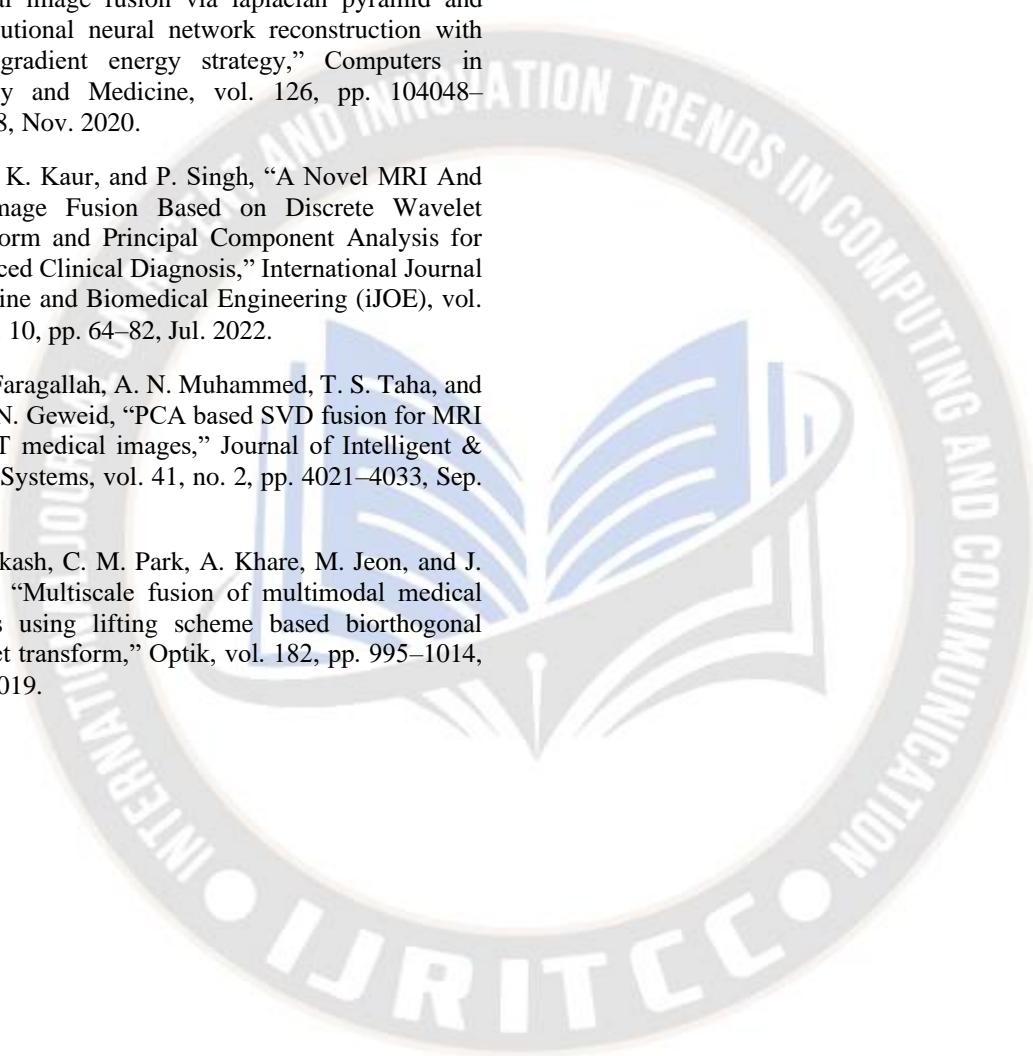 al image fusion via laplacian pyramid and
utional neural network reconstruction with
gradient energy strategy,” Computers in
y and Medicine, vol. 126, pp. 104048–
8, Nov. 2020.
K. Kaur, and P. Singh, “A Novel MRI And
mage Fusion Based on Discrete Wavelet
orm and Principal Component Analysis for
ced Clinical Diagnosis,” International Journal
ine and Biomedical Engineering (iJOE), vol.
. 10, pp. 64–82, Jul. 2022.
Faragallah, A. N. Muhammed, T. S. Taha, and
N. Geweid, “PCA based SVD fusion for MRI
T medical images,” Journal of Intelligent &
Systems, vol. 41, no. 2, pp. 4021–4033, Sep.
kash, C. M. Park, A. Khare, M. Jeon, and J.
“Multiscale fusion of multimodal medical
s using lifting scheme based biorthogonal
et transform,” Optik, vol. 182, pp. 995–1014,
019.
INTERNATIONAL JOURNAL ON RECENT AND INNOVATION TRENDS IN COMPUTING AND COMMUNICATION
IJRITCC